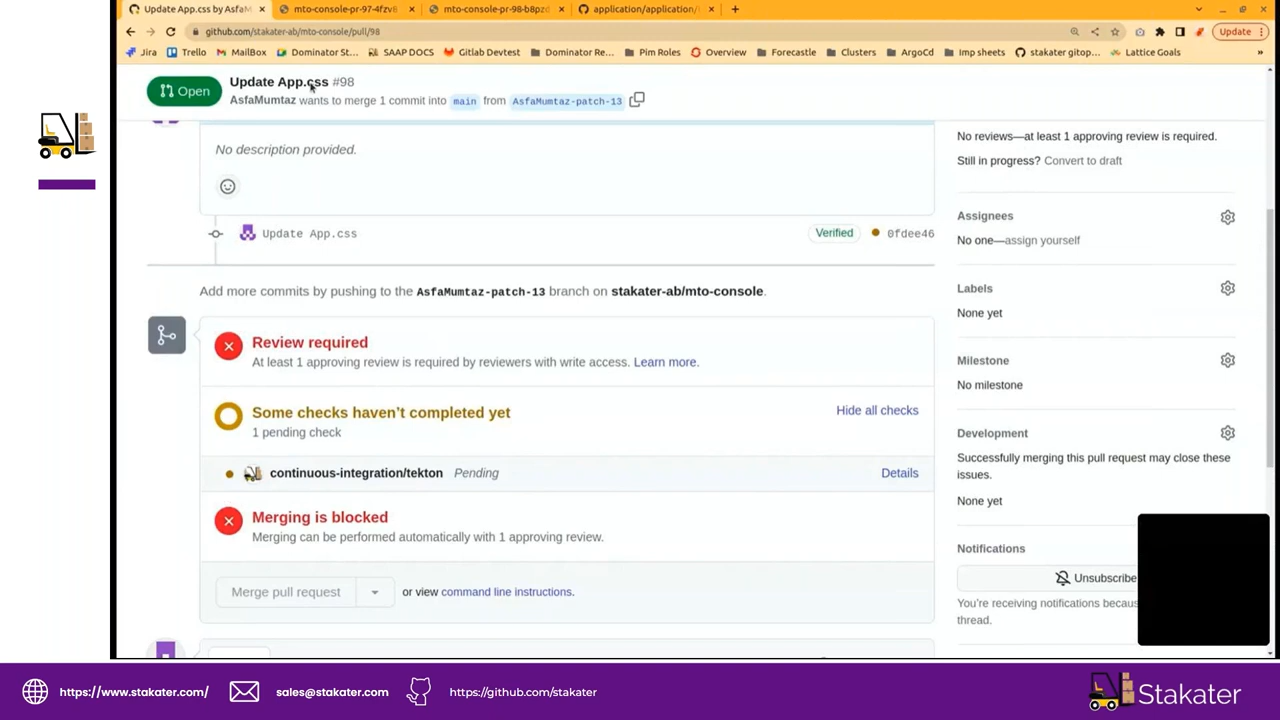 Update App.css by AsfaM
mto-console-pr-97-4fzv8
mto-console-pr-98-b8pzd
application/application/
github.com/stakater-ab/mto-console/pull/98
Update
Jira
Trello
MailBox
Dominator St...
SAAP DOCS
Gitlab Devtest
Dominator Re...
Pim Roles
Overview
Forecastle
Clusters
ArgoCd
Imp sheets
stakater gitop...
Lattice Goals
»
Open
Update App.css #98
AsfaMumtaz wants to merge 1 commit into main from AsfaMumtaz-patch-13
No description provided.
Update App.css
Verified
0fdee46
Add more commits by pushing to the AsfaMumtaz-patch-13 branch on stakater-ab/mto-console.
Review required
At least 1 approving review is required by reviewers with write access. Learn more.
Some checks haven't completed yet
Hide all checks
1 pending check
continuous-integration/tekton Pending
Details
Merging is blocked
Merging can be performed automatically with 1 approving review.
Merge pull request
or view command line instructions.
No reviews—at least 1 approving review is required.
Still in progress? Convert to draft
Assignees
No one—assign yourself
Labels
None yet
Milestone
No milestone
Development
Successfully merging this pull request may close these
issues.
None yet
Notifications
Unsubscribe
You're receiving notifications becau
thread.
https://www.stakater.com/
sales@stakater.com
https://github.com/stakater
Stakater